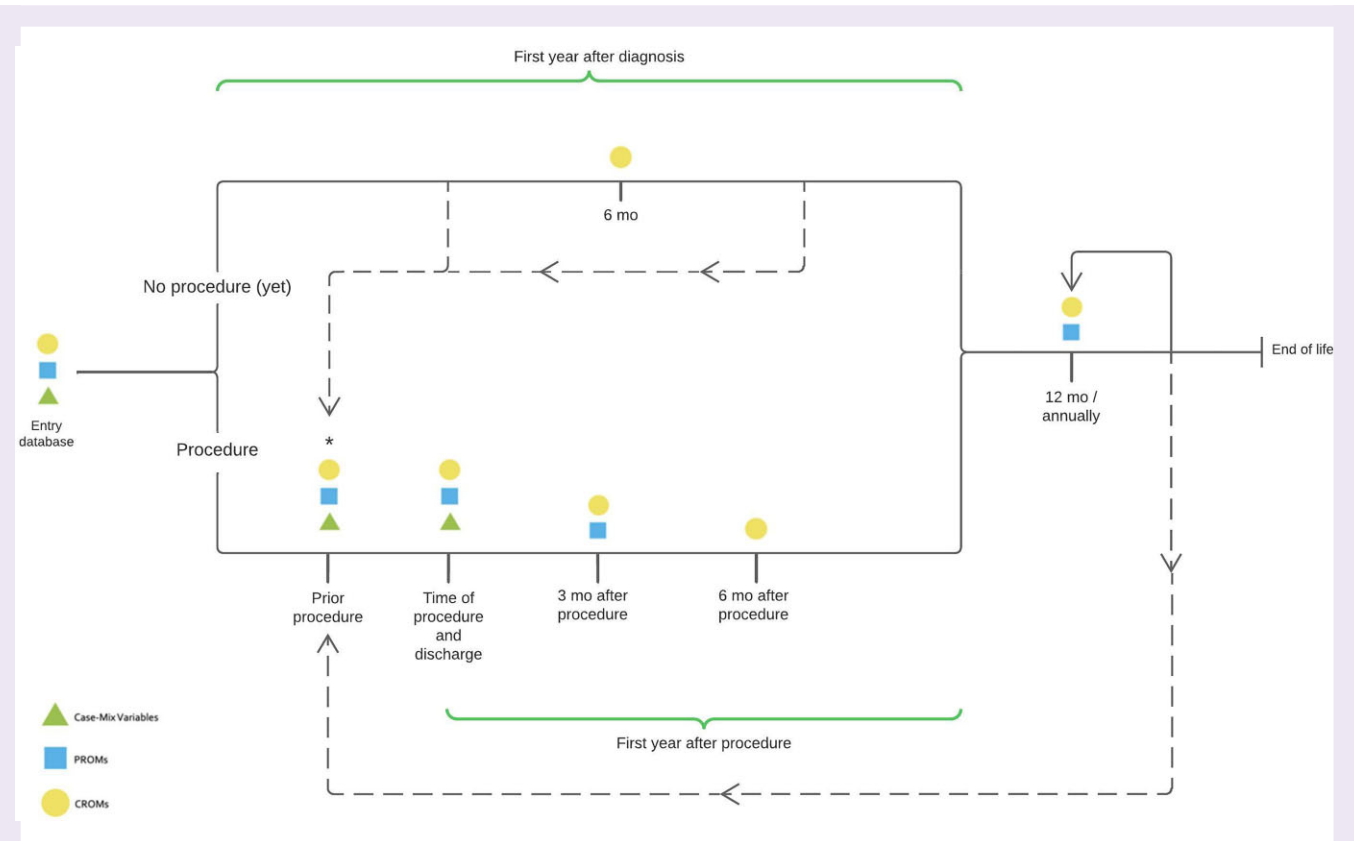 First year after diagnosis
6 mo
No procedure (yet)
Entry
database
Procedure
*
12 mo /
annually
End of life
Prior
procedure
Time of
procedure
and
discharge
3 mo after
procedure
6 mo after
procedure
First year after procedure
Case-Mix Variables
PROMs
CROMs